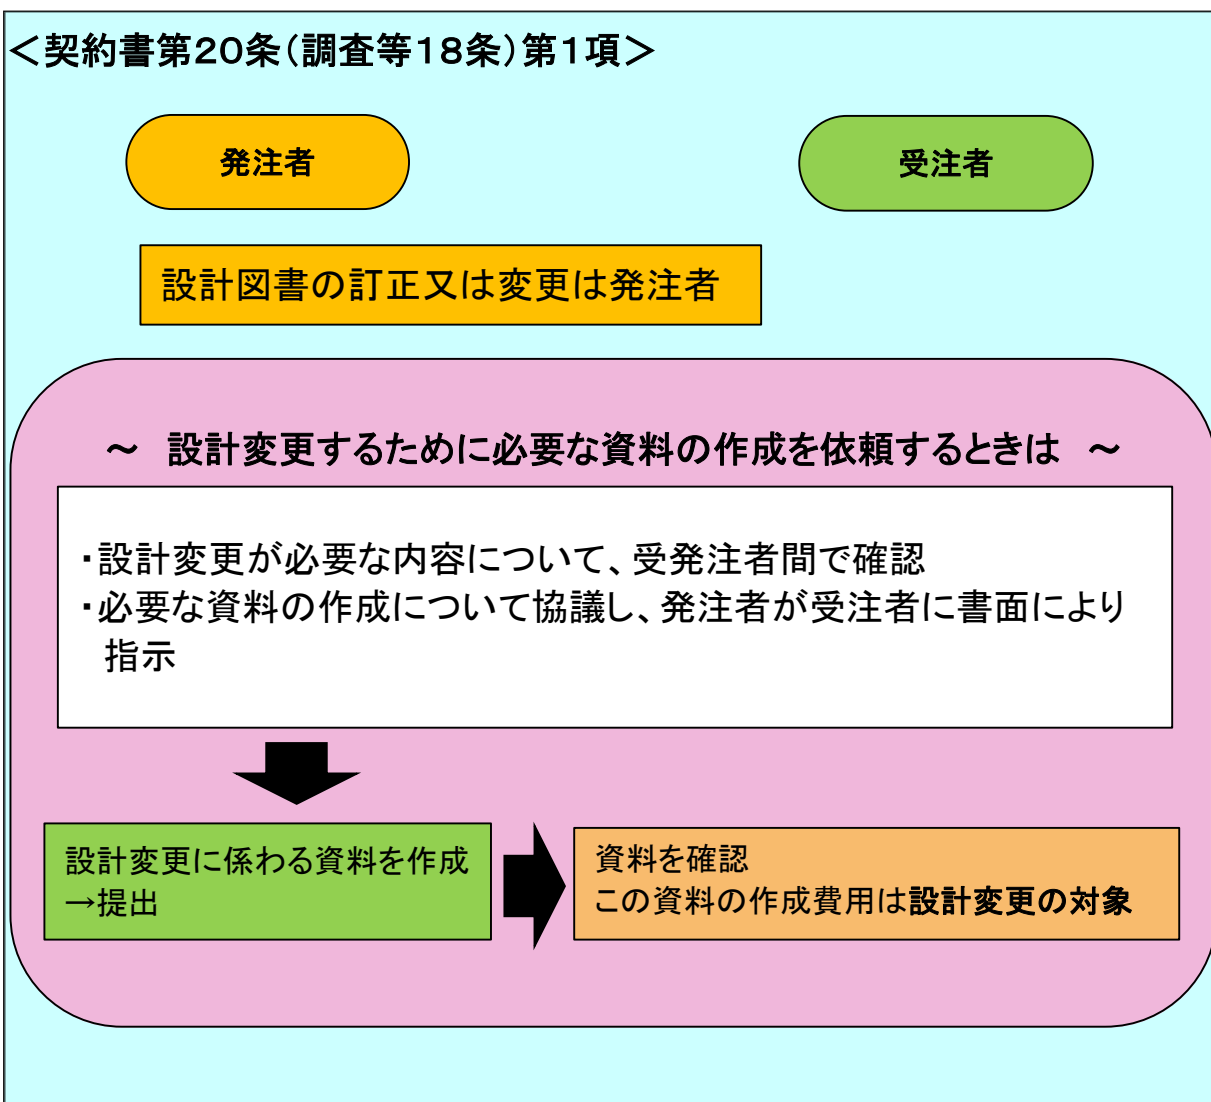 ＜契約書第２０条（調査等１８条）第１項＞
発注者
受注者
設計図書の訂正又は変更は発注者
～　設計変更するために必要な資料の作成を依頼するときは　～
・設計変更が必要な内容について、受発注者間で確認
・必要な資料の作成について協議し、発注者が受注者に書面により
指示
設計変更に係わる資料を作成
→提出
資料を確認
この資料の作成費用は設計変更の対象